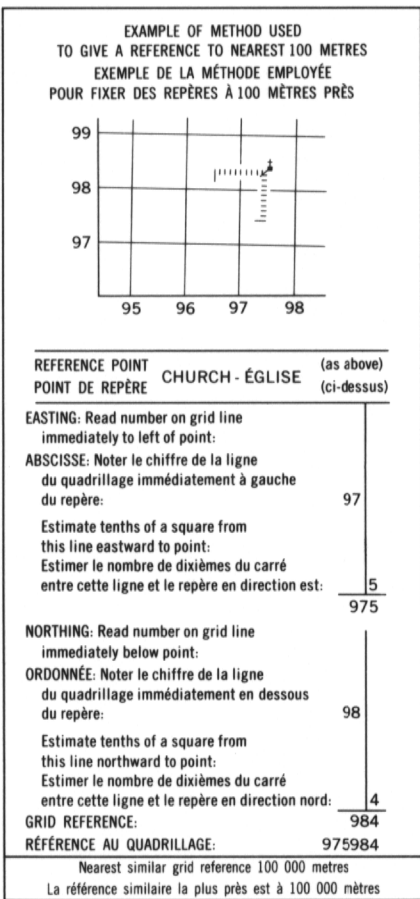 EXAMPLE OF METHOD USED
TO GIVE A REFERENCE TO NEAREST 100 METRES
EXEMPLE DE LA MÉTHODE EMPLOYÉE
POUR FIXER DES REPÈRES À 100 MÈTRES PRÈS
99
98
97
95 96 97 98
REFERENCE POINT
POINT DE REPÈRE
CHURCH - ÉGLISE
(as above)
(ci-dessus)
EASTING: Read number on grid line
immediately to left of point:
ABSCISSE: Noter le chiffre de la ligne
du quadrillage immédiatement à gauche
du repère: 97
Estimate tenths of a square from
this line eastward to point:
Estimer le nombre de dixièmes du carré
entre cette ligne et le repère en direction est: 5
975
NORTHING: Read number on grid line
immediately below point:
ORDONNÉE: Noter le chiffre de la ligne
du quadrillage immédiatement en dessous
du repère: 98
Estimate tenths of a square from
this line northward to point:
Estimer le nombre de dixièmes du carré
entre cette ligne et le repère en direction nord: 4
GRID REFERENCE: 984
RÉFÉRENCE AU QUADRILLAGE: 975984
Nearest similar grid reference 100 000 metres
La référence similaire la plus près est à 100 000 mètres